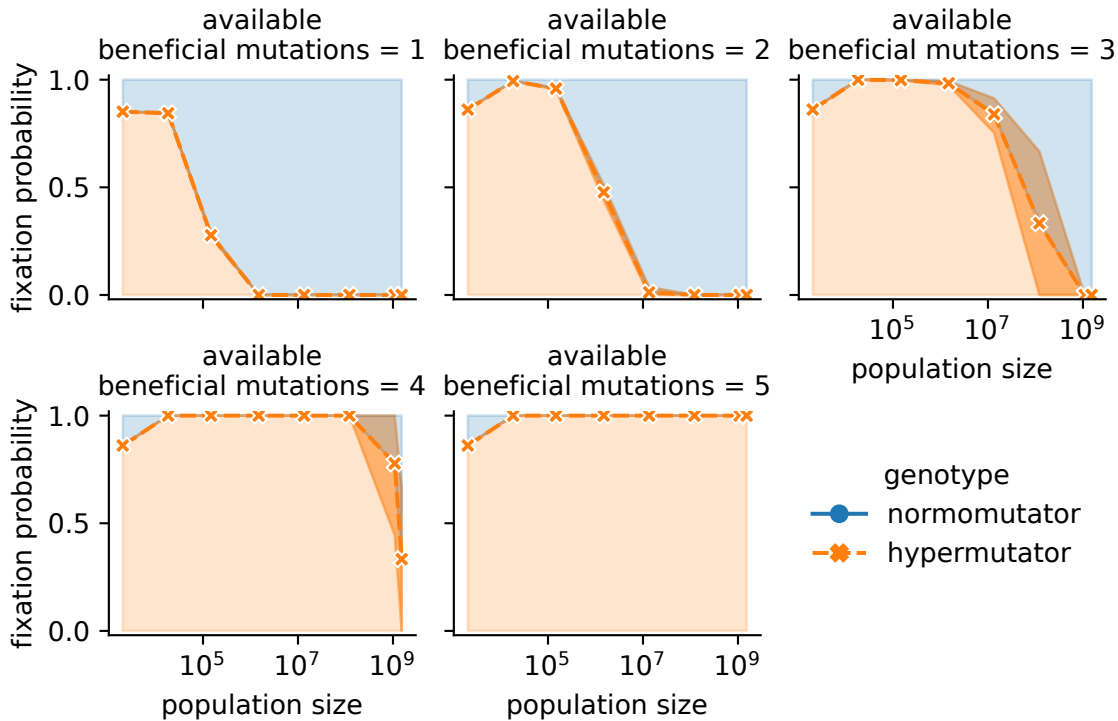 available
beneficial mutations = 1
available
beneficial mutations = 2
available
beneficial mutations = 3
fixation probability
1.0
0.5
0.0
10^5
10^7
10^9
population size
available
beneficial mutations = 4
available
beneficial mutations = 5
fixation probability
1.0
0.5
0.0
10^5
10^7
10^9
population size
10^5
10^7
10^9
population size
genotype
normomutator
hypermutator